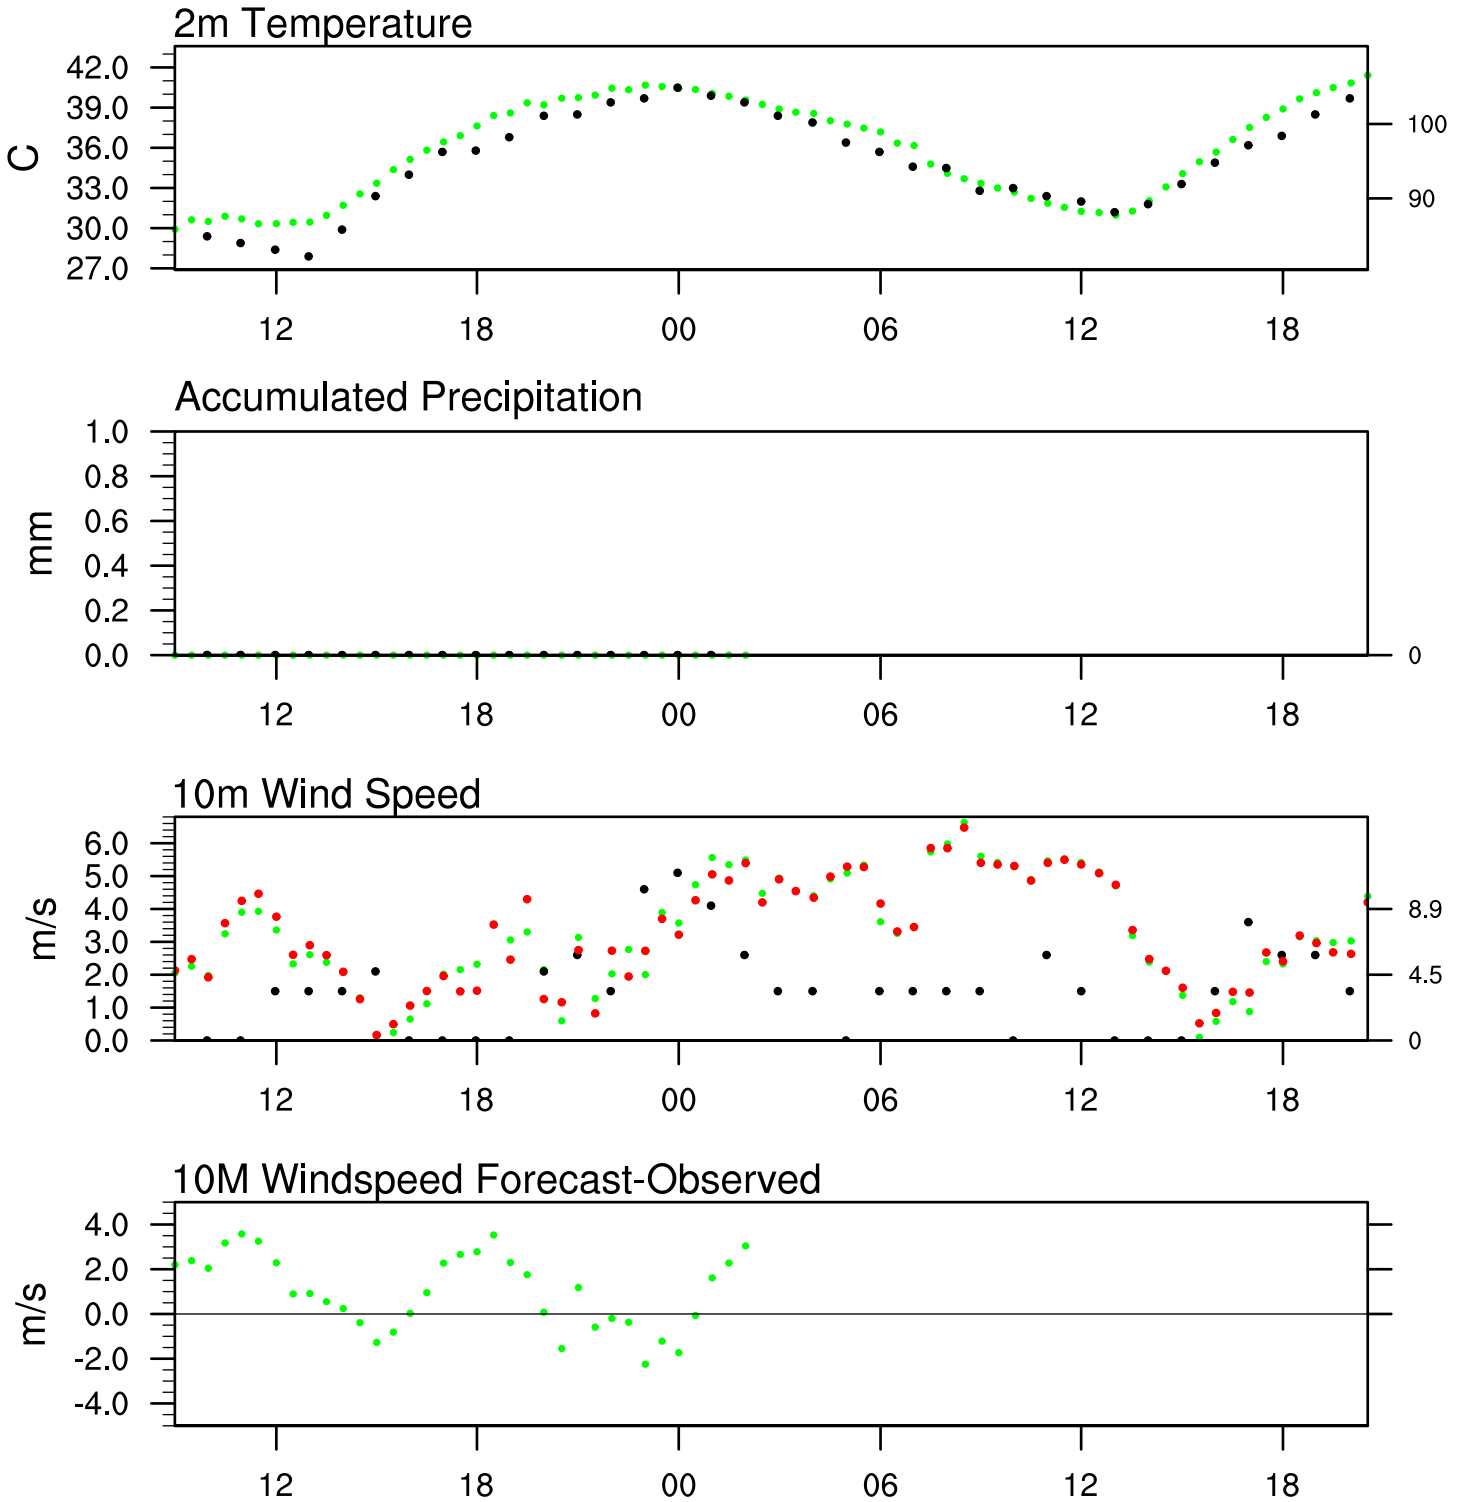 2m Temperature
42.0
39.0
36.0
33.0
30.0
27.0
C
100
90
12 18 00 06 12 18
Accumulated Precipitation
1.0
0.8
0.6
0.4
0.2
0.0
mm
0
12 18 00 06 12 18
10m Wind Speed
6.0
5.0
4.0
3.0
2.0
1.0
0.0
m/s
8.9
4.5
0
12 18 00 06 12 18
10M Windspeed Forecast-Observed
4.0
2.0
0.0
-2.0
-4.0
m/s
12 18 00 06 12 18